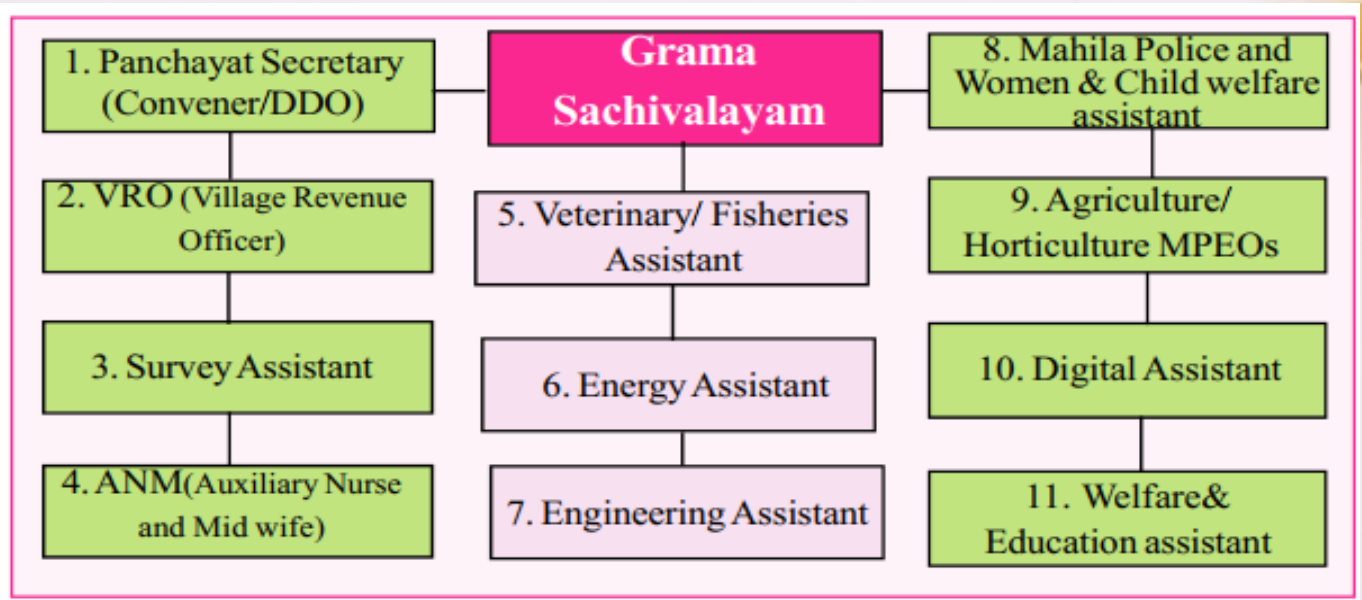 Grama
Sachivalayam
1. Panchayat Secretary
(Convener/DDO)
2. VRO (Village Revenue
Officer)
3. Survey Assistant
4. ANM(Auxiliary Nurse
and Mid wife)
5. Veterinary/ Fisheries
Assistant
6. Energy Assistant
7. Engineering Assistant
8. Mahila Police and
Women & Child welfare
assistant
9. Agriculture/
Horticulture MPEOs
10. Digital Assistant
11. Welfare&
Education assistant